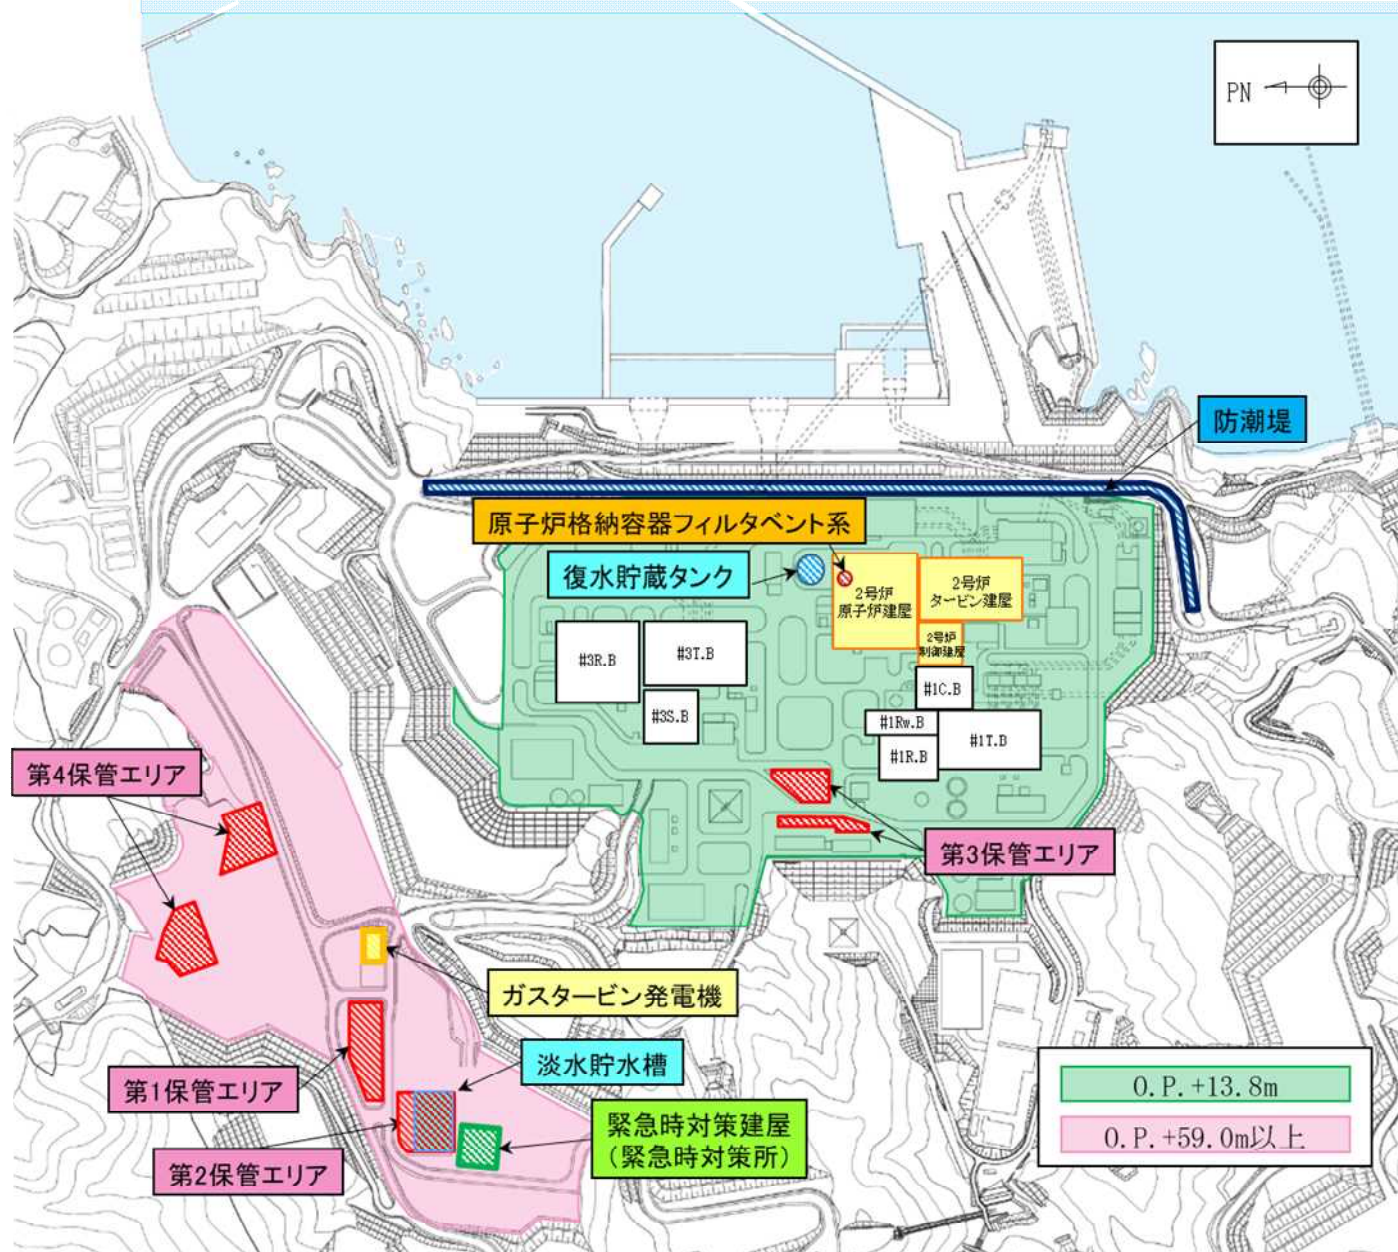 PN
防潮堤
原子炉格納容器フィルタベント系
復水貯蔵タンク
2号炉
原子炉建屋
2号炉
タービン建屋
2号炉
制御建屋
#3R.B
#3T.B
#3S.B
#1C.B
#1Rw.B
#1R.B
#1T.B
第4保管エリア
第3保管エリア
ガスタービン発電機
淡水貯水槽
第1保管エリア
緊急時対策建屋
(緊急時対策所)
第2保管エリア
O.P.+13.8m
O.P.+59.0m以上